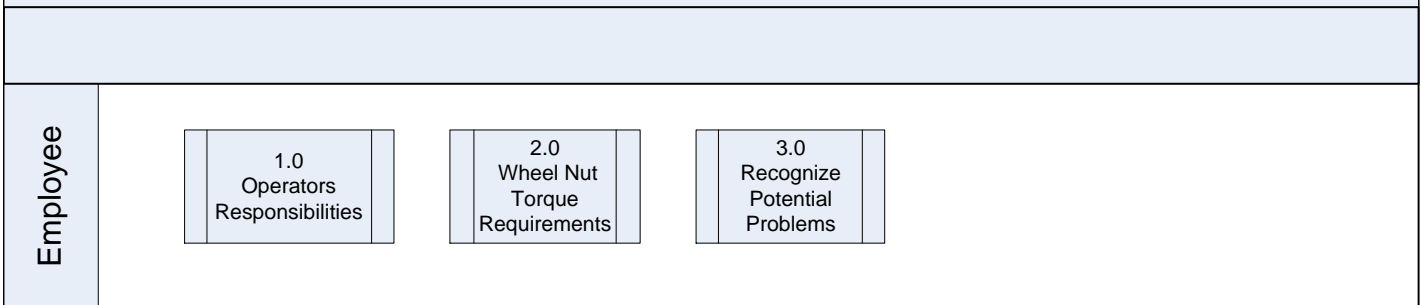 Employee
1.0
Operators
Responsibilities
2.0
Wheel Nut
Torque
Requirements
3.0
Recognize
Potential
Problems